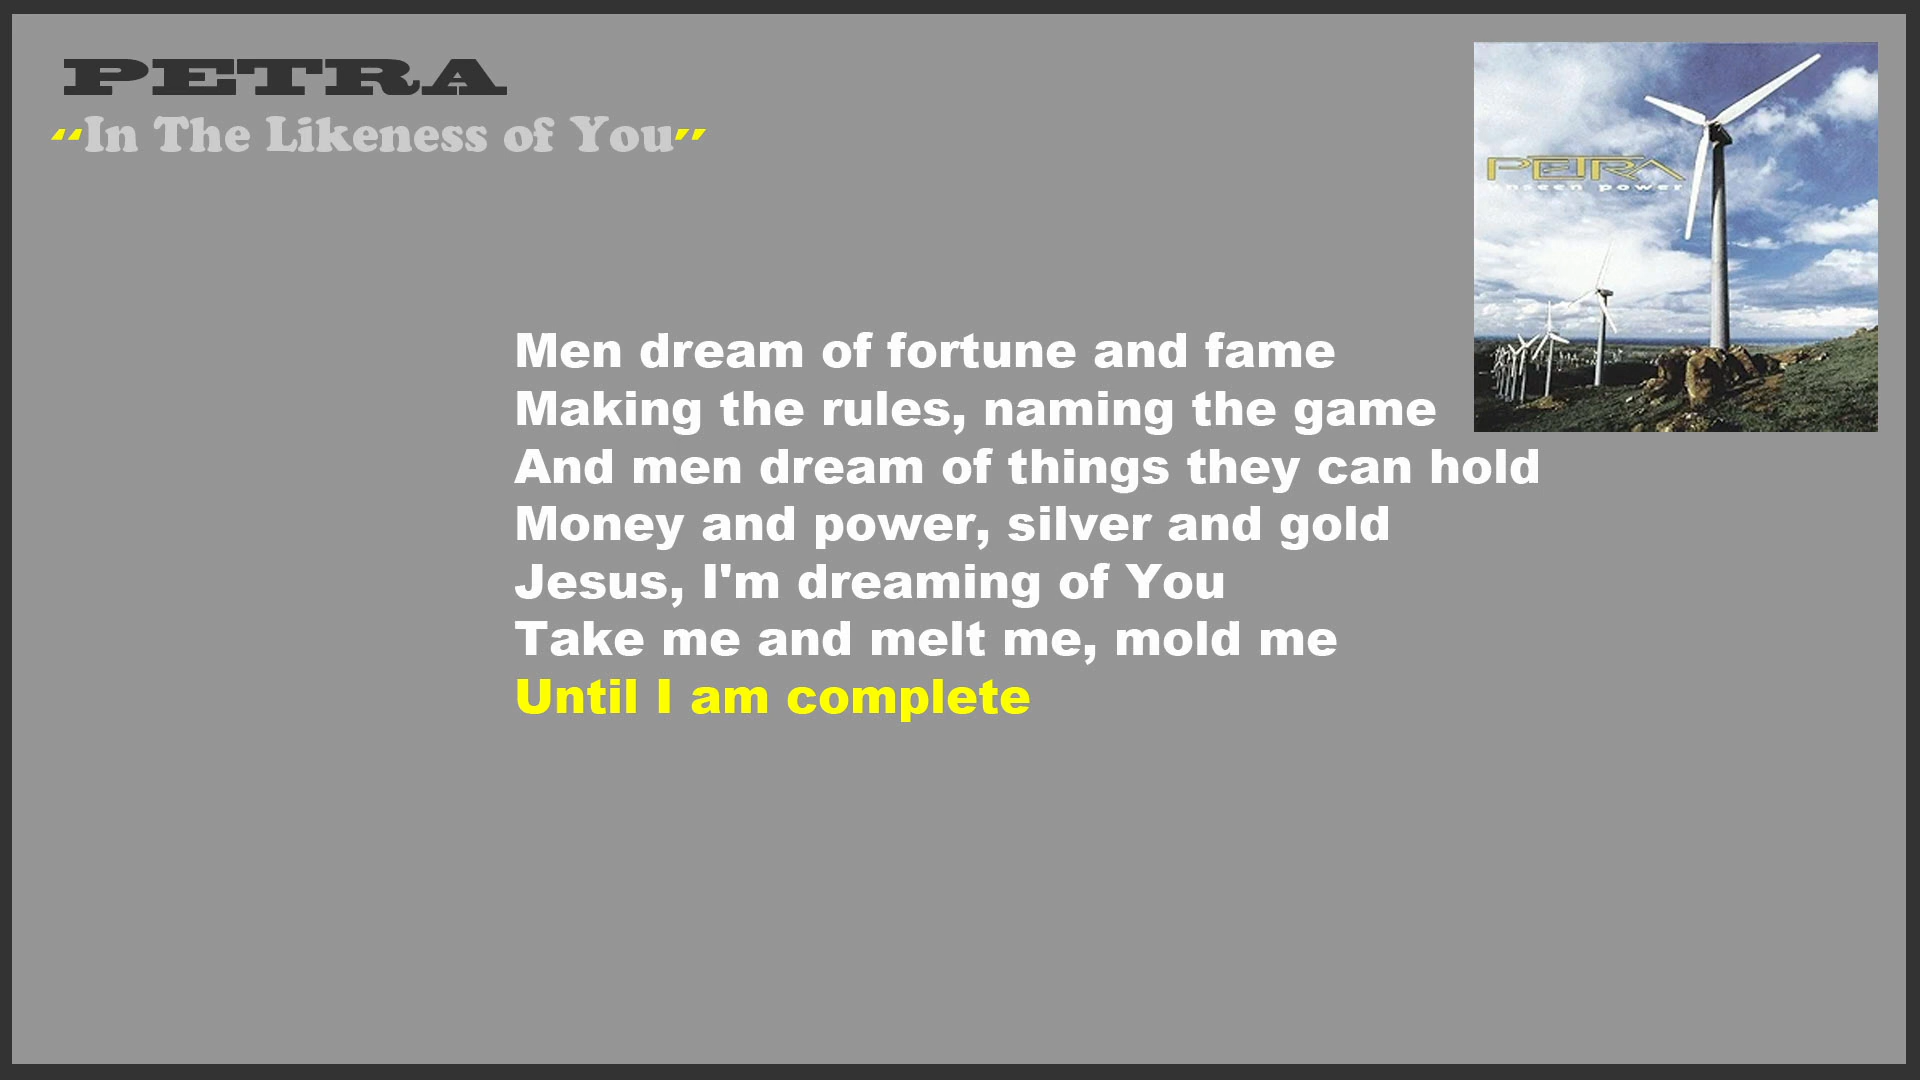 PETRA
"In The Likeness of You"
PETRA
unseen power
Men dream of fortune and fame
Making the rules, naming the game
And men dream of things they can hold
Money and power, silver and gold
Jesus, I'm dreaming of You
Take me and melt me, mold me
Until I am complete